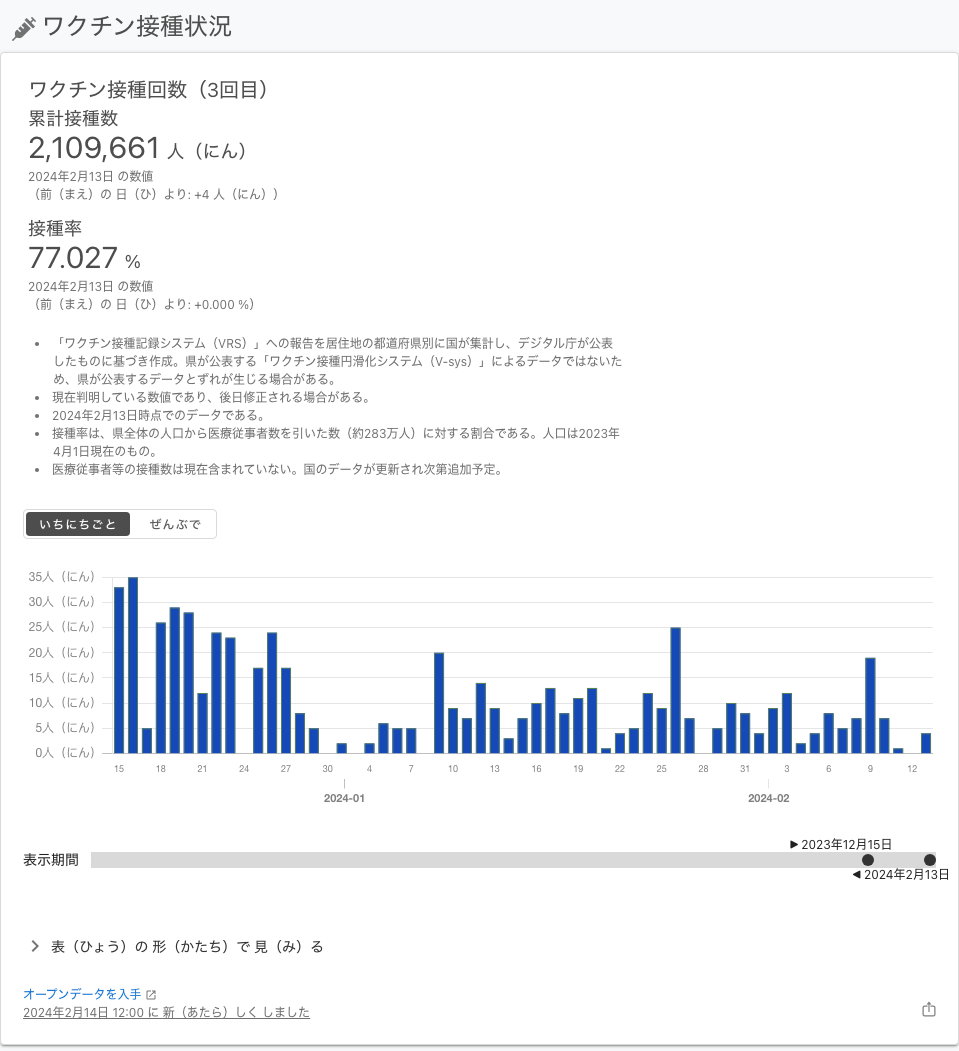 ワクチン接種状況
ワクチン接種回数（3回目）
累計接種数
2,109,661 人（にん）
2024年2月13日 の数値
（前（まえ）の 日（ひ）より: +4 人（にん））
接種率
77.027 %
2024年2月13日 の数値
（前（まえ）の 日（ひ）より: +0.000 %）
• 「ワクチン接種記録システム（VRS）」への報告を居住地の都道府県別に国が集計し、デジタル庁が公表
したものに基づき作成。県が公表する「ワクチン接種円滑化システム（V-sys）」によるデータではないた
め、県が公表するデータとずれが生じる場合がある。
• 現在判明している数値であり、後日修正される場合がある。
• 2024年2月13日時点でのデータである。
• 接種率は、県全体の人口から医療従事者数を引いた数（約283万人）に対する割合である。人口は2023年
4月1日現在のもの。
• 医療従事者等の接種数は現在含まれていない。国のデータが更新され次第追加予定。
いちにちごと ぜんぶで
35人（にん）
30人（にん）
25人（にん）
20人（にん）
15人（にん）
10人（にん）
5人（にん）
0人（にん）
15 18 21 24 27 30 4 7 10 13 16 19 22 25 28 31 3 6 9 12
2024-01 2024-02
2023年12月15日
表示期間
2024年2月13日
表（ひょう）の 形（かたち）で 見（み）る
オープンデータを入手
2024年2月14日 12:00 に 新（あたら）しく しました